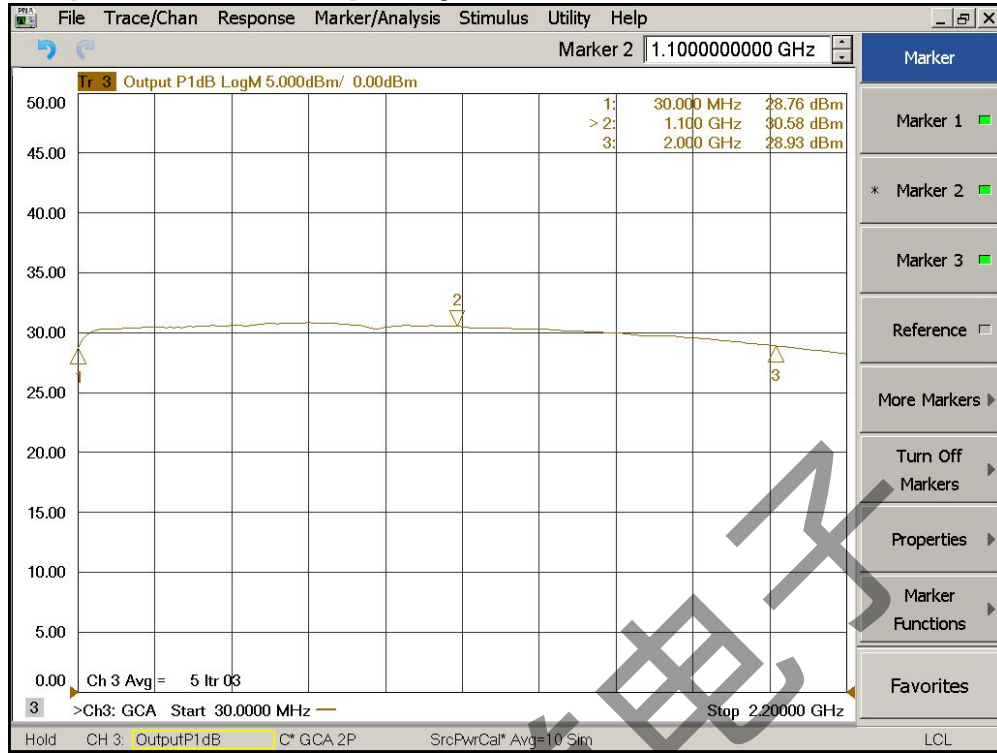 File Trace/Chan Response Marker/Analysis Stimulus Utility Help
Marker 2 1.1000000000 GHz
Tr 3 Output P1dB LogM 5.000dBm/ 0.00dBm
1: 30.000 MHz 28.76 dBm
> 2: 1.100 GHz 30.58 dBm
3: 2.000 GHz 28.93 dBm
50.00
45.00
40.00
35.00
30.00
25.00
20.00
15.00
10.00
5.00
0.00
1
2
3
Ch 3 Avg = 5 Itr 03
3 >Ch3: GCA Start 30.0000 MHz Stop 2.20000 GHz
Hold CH 3: OutputP1dB C* GCA 2P SrcPwrCal* Avg=10 Sim LCL
Marker
Marker 1
* Marker 2
Marker 3
Reference
More Markers
Turn Off
Markers
Properties
Marker
Functions
Favorites
电子